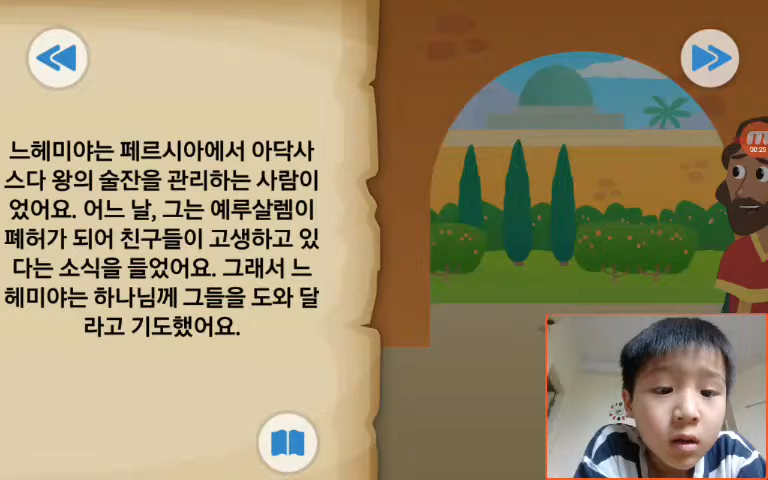 느헤미야는 페르시아에서 아닥사
스다 왕의 술잔을 관리하는 사람이
었어요. 어느 날, 그는 예루살렘이
폐허가 되어 친구들이 고생하고 있
다는 소식을 들었어요. 그래서 느
헤미야는 하나님께 그들을 도와 달
라고 기도했어요.
00:25